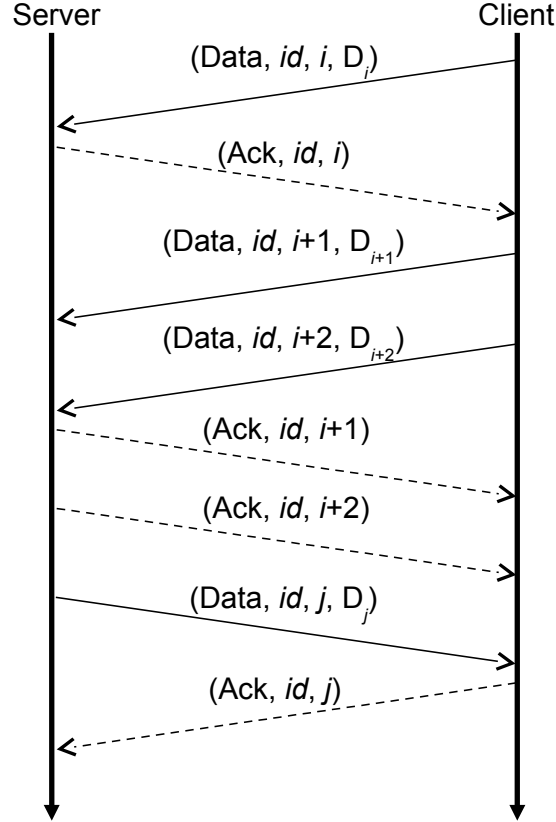 Server
Client
(Data, id, i, Dᵢ)
(Ack, id, i)
(Data, id, i+1, Dᵢ₊₁)
(Data, id, i+2, Dᵢ₊₂)
(Ack, id, i+1)
(Ack, id, i+2)
(Data, id, j, Dⱼ)
(Ack, id, j)